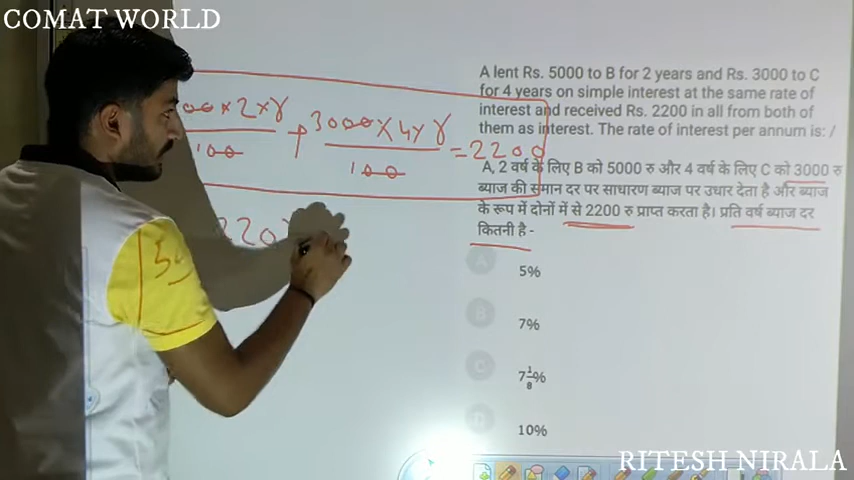 COMAT WORLD
A lent Rs. 5000 to B for 2 years and Rs. 3000 to C
for 4 years on simple interest at the same rate of
interest and received Rs. 2200 in all from both of
them as interest. The rate of interest per annum is: /
A, 2 वर्ष के लिए B को 5000 रु और 4 वर्ष के लिए C को 3000 रु
ब्याज की समान दर पर साधारण ब्याज पर उधार देता है और ब्याज
के रूप में दोनों में से 2200 रु प्राप्त करता है। प्रति वर्ष ब्याज दर
कितनी है -
00 × 2 × r / 100 + 3000 × 4 × r / 100 = 2200
220
A 5%
B 7%
C 7 1/8 %
D 10%
RITESH NIRALA